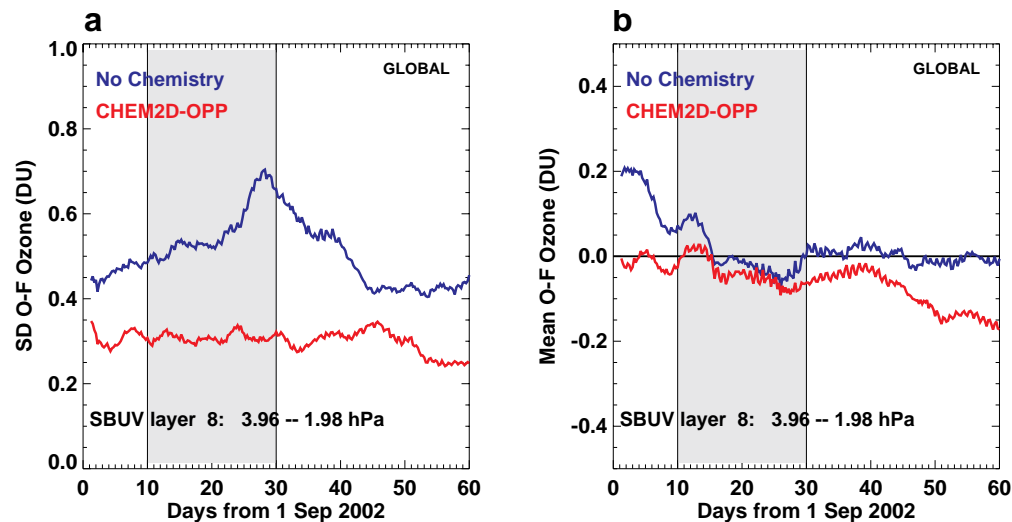 a
1.0
0.8
0.6
0.4
0.2
0.0
SD O-F Ozone (DU)
No Chemistry
CHEM2D-OPP
GLOBAL
SBUV layer 8: 3.96 -- 1.98 hPa
0 10 20 30 40 50 60
Days from 1 Sep 2002
b
0.4
0.2
0.0
-0.2
-0.4
Mean O-F Ozone (DU)
No Chemistry
CHEM2D-OPP
GLOBAL
SBUV layer 8: 3.96 -- 1.98 hPa
0 10 20 30 40 50 60
Days from 1 Sep 2002